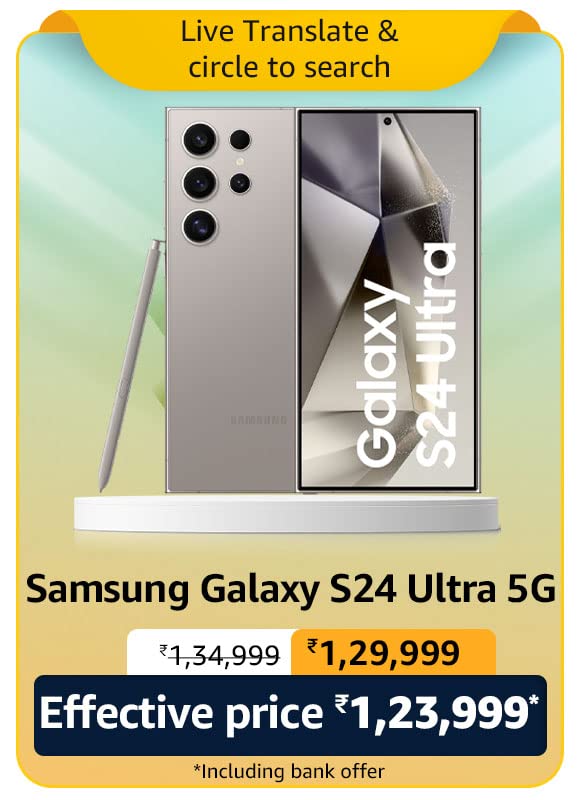 Live Translate &
circle to search
SAMSUNG
Galaxy
S24 Ultra
Samsung Galaxy S24 Ultra 5G
₹1,34,999 ₹1,29,999
Effective price ₹1,23,999*
*Including bank offer